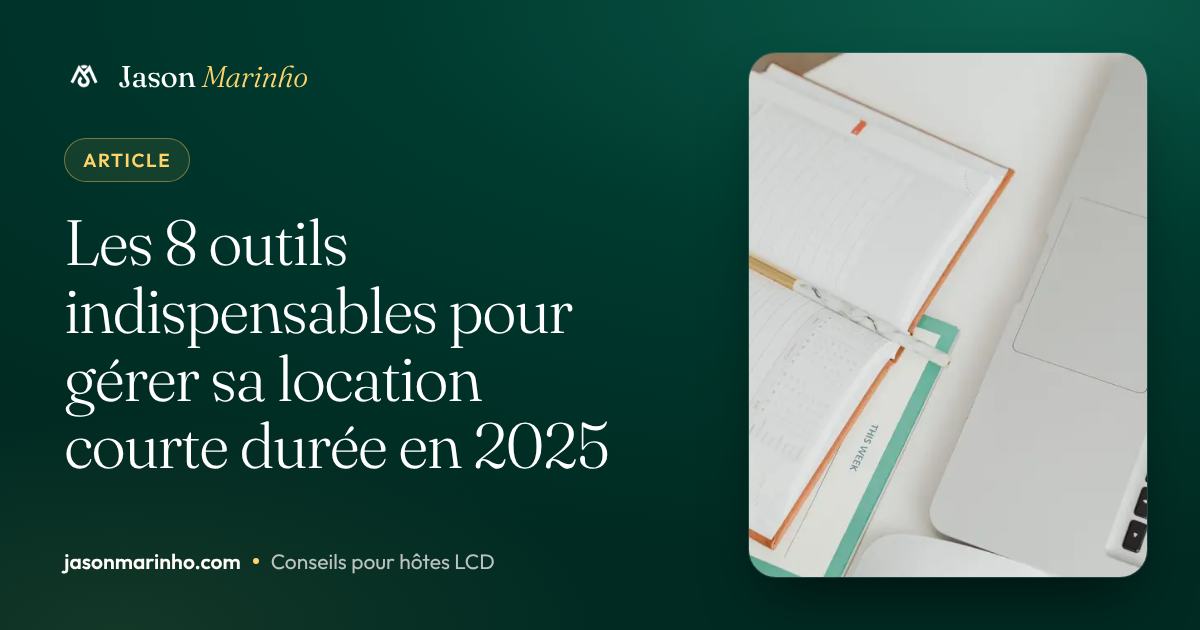 Jason Marinho
ARTICLE
Les 8 outils
indispensables pour
gérer sa location
courte durée en 2025
THIS WEEK
jasonmarinho.com • Conseils pour hôtes LCD